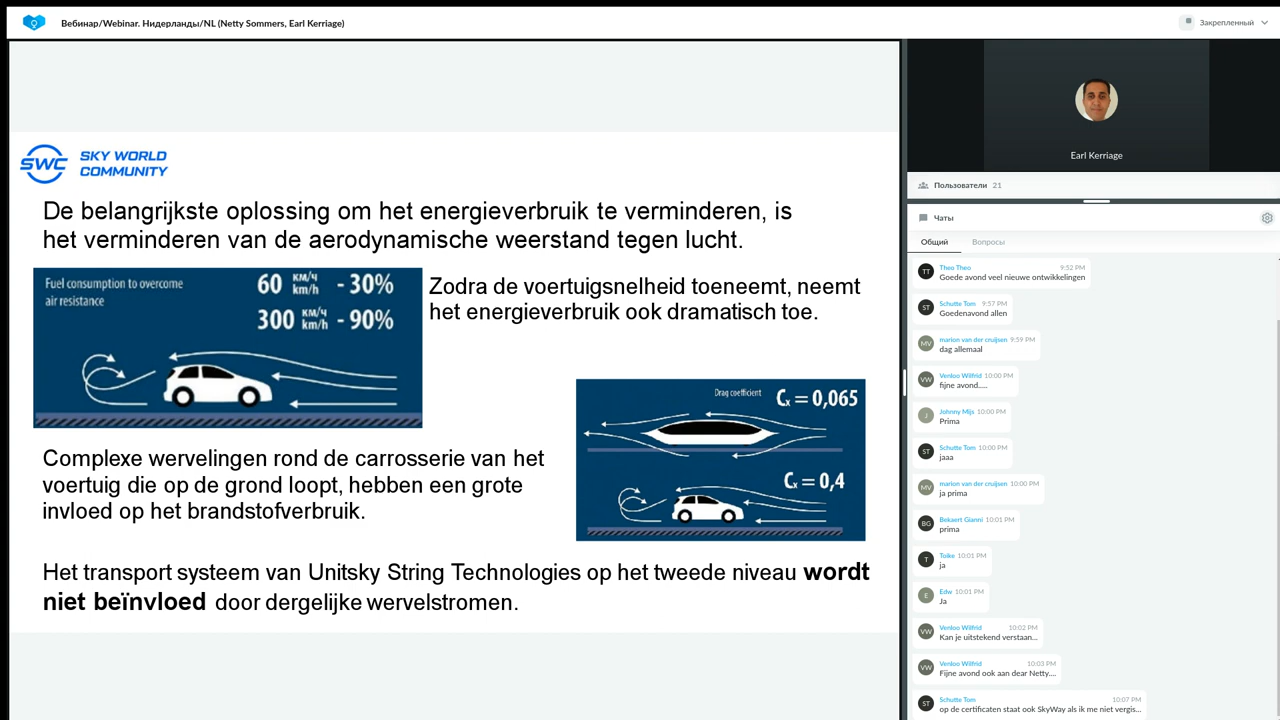 Вебинар/Webinar. Нидерланды/NL (Netty Sommers, Earl Kerriage)
Закрепленный
SWC SKY WORLD
COMMUNITY
De belangrijkste oplossing om het energieverbruik te verminderen, is
het verminderen van de aerodynamische weerstand tegen lucht.
Fuel consumption to overcome
air resistance
60 км/ч km/h - 30%
300 км/ч km/h - 90%
Zodra de voertuigsnelheid toeneemt, neemt
het energieverbruik ook dramatisch toe.
Drag coefficient Cx = 0,065
Cx = 0,4
Complexe wervelingen rond de carrosserie van het
voertuig die op de grond loopt, hebben een grote
invloed op het brandstofverbruik.
Het transport systeem van Unitsky String Technologies op het tweede niveau wordt
niet beïnvloed door dergelijke wervelstromen.
Earl Kerriage
Пользователи 21
Чаты
Общий Вопросы
TT Theo Theo 9:52 PM
Goede avond veel nieuwe ontwikkelingen
ST Schutte Tom 9:57 PM
Goedenavond allen
MV marion van der cruijsen 9:59 PM
dag allemaal
VW Venloo Wilfrid 10:00 PM
fijne avond.....
J Johnny Mijs 10:00 PM
Prima
ST Schutte Tom 10:00 PM
jaaa
MV marion van der cruijsen 10:00 PM
ja prima
BG Bekaert Gianni 10:01 PM
prima
T Toike 10:01 PM
ja
E Edw 10:01 PM
Ja
VW Venloo Wilfrid 10:02 PM
Kan je uitstekend verstaan...
VW Venloo Wilfrid 10:03 PM
Fijne avond ook aan dear Netty....
ST Schutte Tom 10:07 PM
op de certificaten staat ook SkyWay als ik me niet vergis...